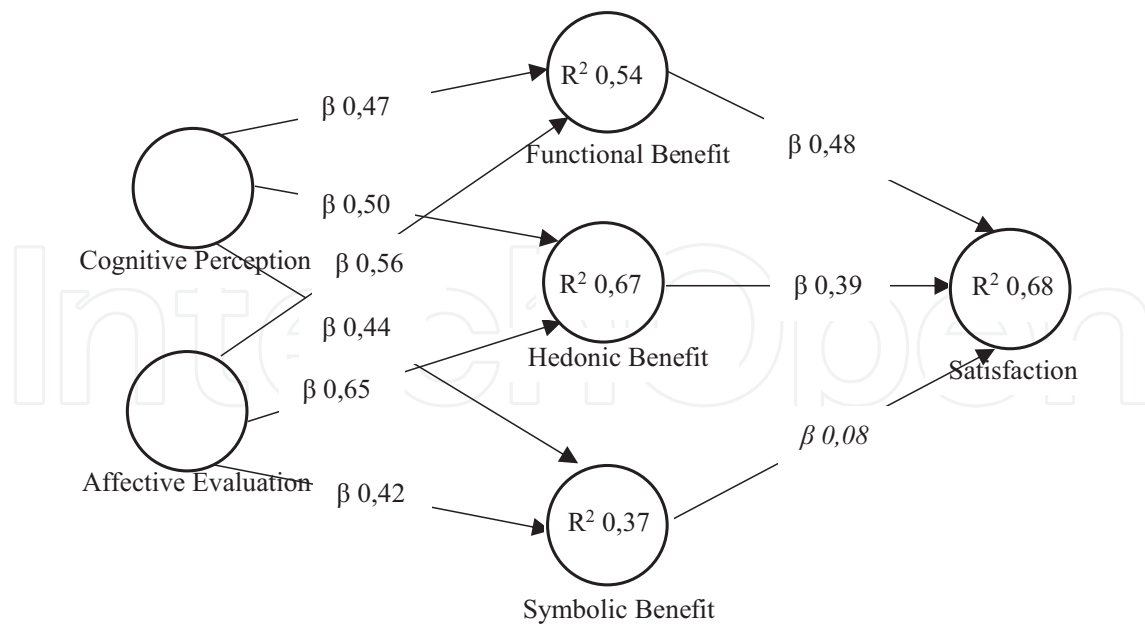 R² 0,54
β 0,47
Functional Benefit
β 0,48
β 0,50
Cognitive Perception
β 0,56
R² 0,67
β 0,39
R² 0,68
β 0,44
Hedonic Benefit
Satisfaction
β 0,65
β 0,08
Affective Evaluation
β 0,42
R² 0,37
Symbolic Benefit
IntechOpen